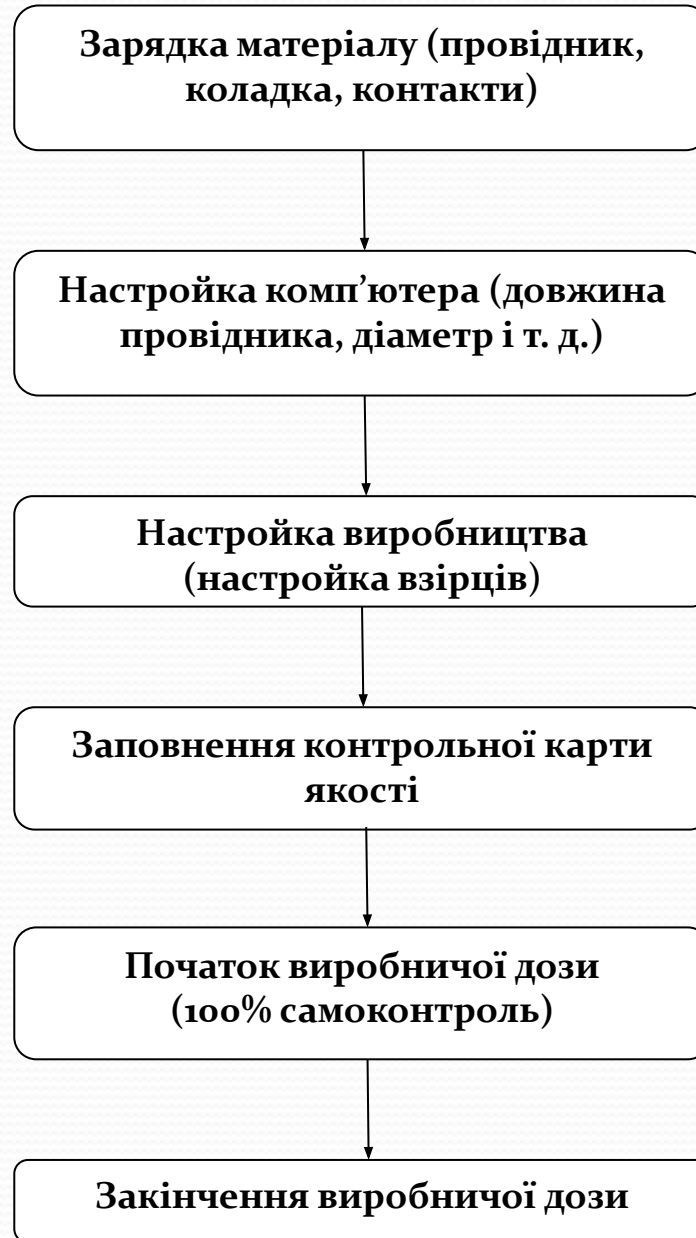 Зарядка матеріалу (провідник,
коладка, контакти)
Настройка комп’ютера (довжина
провідника, діаметр і т. д.)
Настройка виробництва
(настройка взірців)
Заповнення контрольної карти
якості
Початок виробничої дози
(100% самоконтроль)
Закінчення виробничої дози